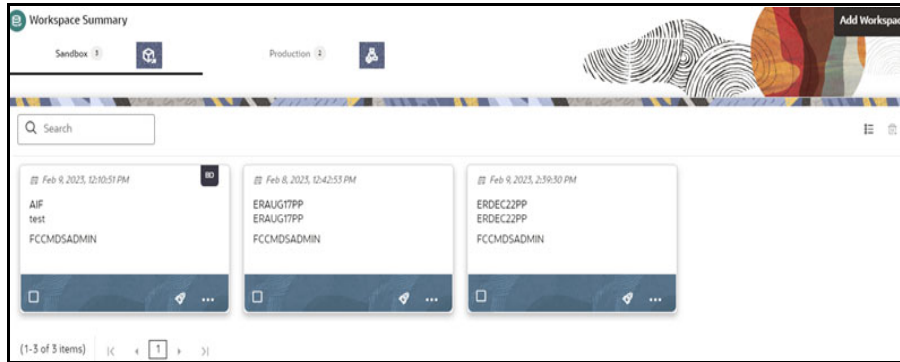 Workspace Summary
Add Workspac
Sandbox
Production 2
Search
Feb 9, 2023, 12:10:51 PM
BD
AIF
test
FCCMDSADMIN
Feb 8, 2023, 12:42:53 PM
ERAUG17PP
ERAUG17PP
FCCMDSADMIN
Feb 9, 2023, 2:39:30 PM
ERDEC22PP
ERDEC22PP
FCCMDSADMIN
(1-3 of 3 items)
1